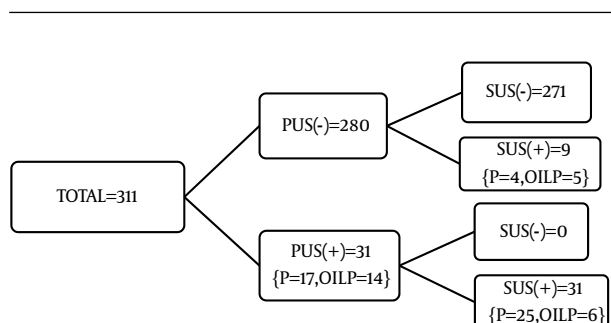 TOTAL=311
PUS(-)=280
SUS(-)=271
SUS(+)=9
{P=4,OILP=5}
PUS(+)=31
{P=17,OILP=14}
SUS(-)=0
SUS(+)=31
{P=25,OILP=6}